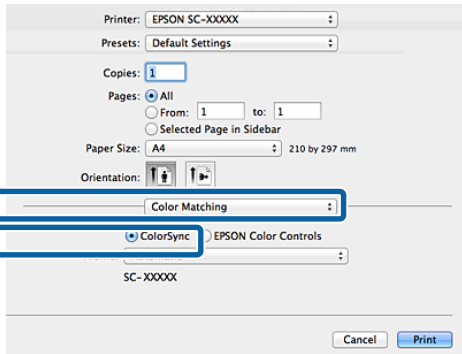 Printer: EPSON SC-XXXXX
Presets: Default Settings
Copies: 1
Pages: All
From: 1 to: 1
Selected Page in Sidebar
Paper Size: A4 210 by 297 mm
Orientation:
Color Matching
ColorSync EPSON Color Controls
SC-XXXXX
Cancel Print